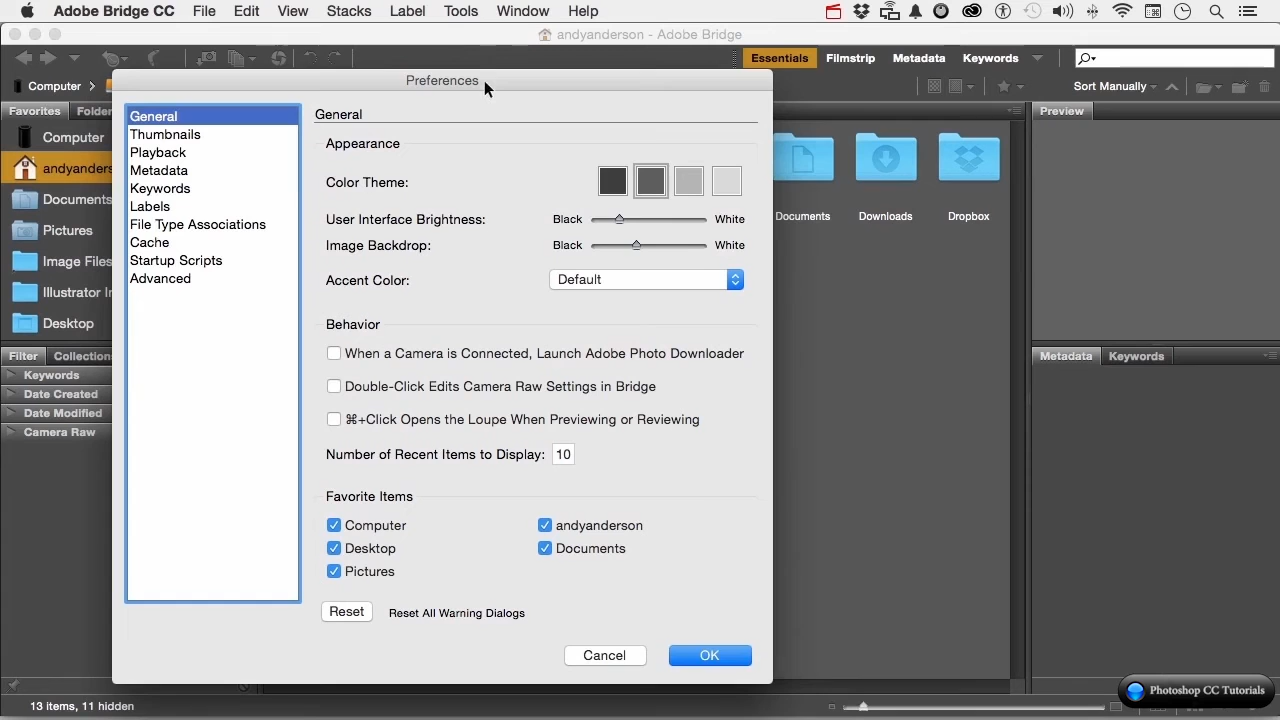 Adobe Bridge CC File Edit View Stacks Label Tools Window Help
andyanderson - Adobe Bridge
Essentials Filmstrip Metadata Keywords
Computer
Sort Manually
Preferences
Favorites Folder
Computer
andyanders
Documents
Pictures
Image Files
Illustrator I
Desktop
Filter Collection
Keywords
Date Created
Date Modified
Camera Raw
General
Thumbnails
Playback
Metadata
Keywords
Labels
File Type Associations
Cache
Startup Scripts
Advanced
General
Appearance
Color Theme:
User Interface Brightness: Black White
Image Backdrop: Black White
Accent Color: Default
Behavior
When a Camera is Connected, Launch Adobe Photo Downloader
Double-Click Edits Camera Raw Settings in Bridge
⌘+Click Opens the Loupe When Previewing or Reviewing
Number of Recent Items to Display: 10
Favorite Items
Computer andyanderson
Desktop Documents
Pictures
Reset Reset All Warning Dialogs
Cancel OK
Documents Downloads Dropbox
Preview
Metadata Keywords
13 items, 11 hidden
Photoshop CC Tutorials